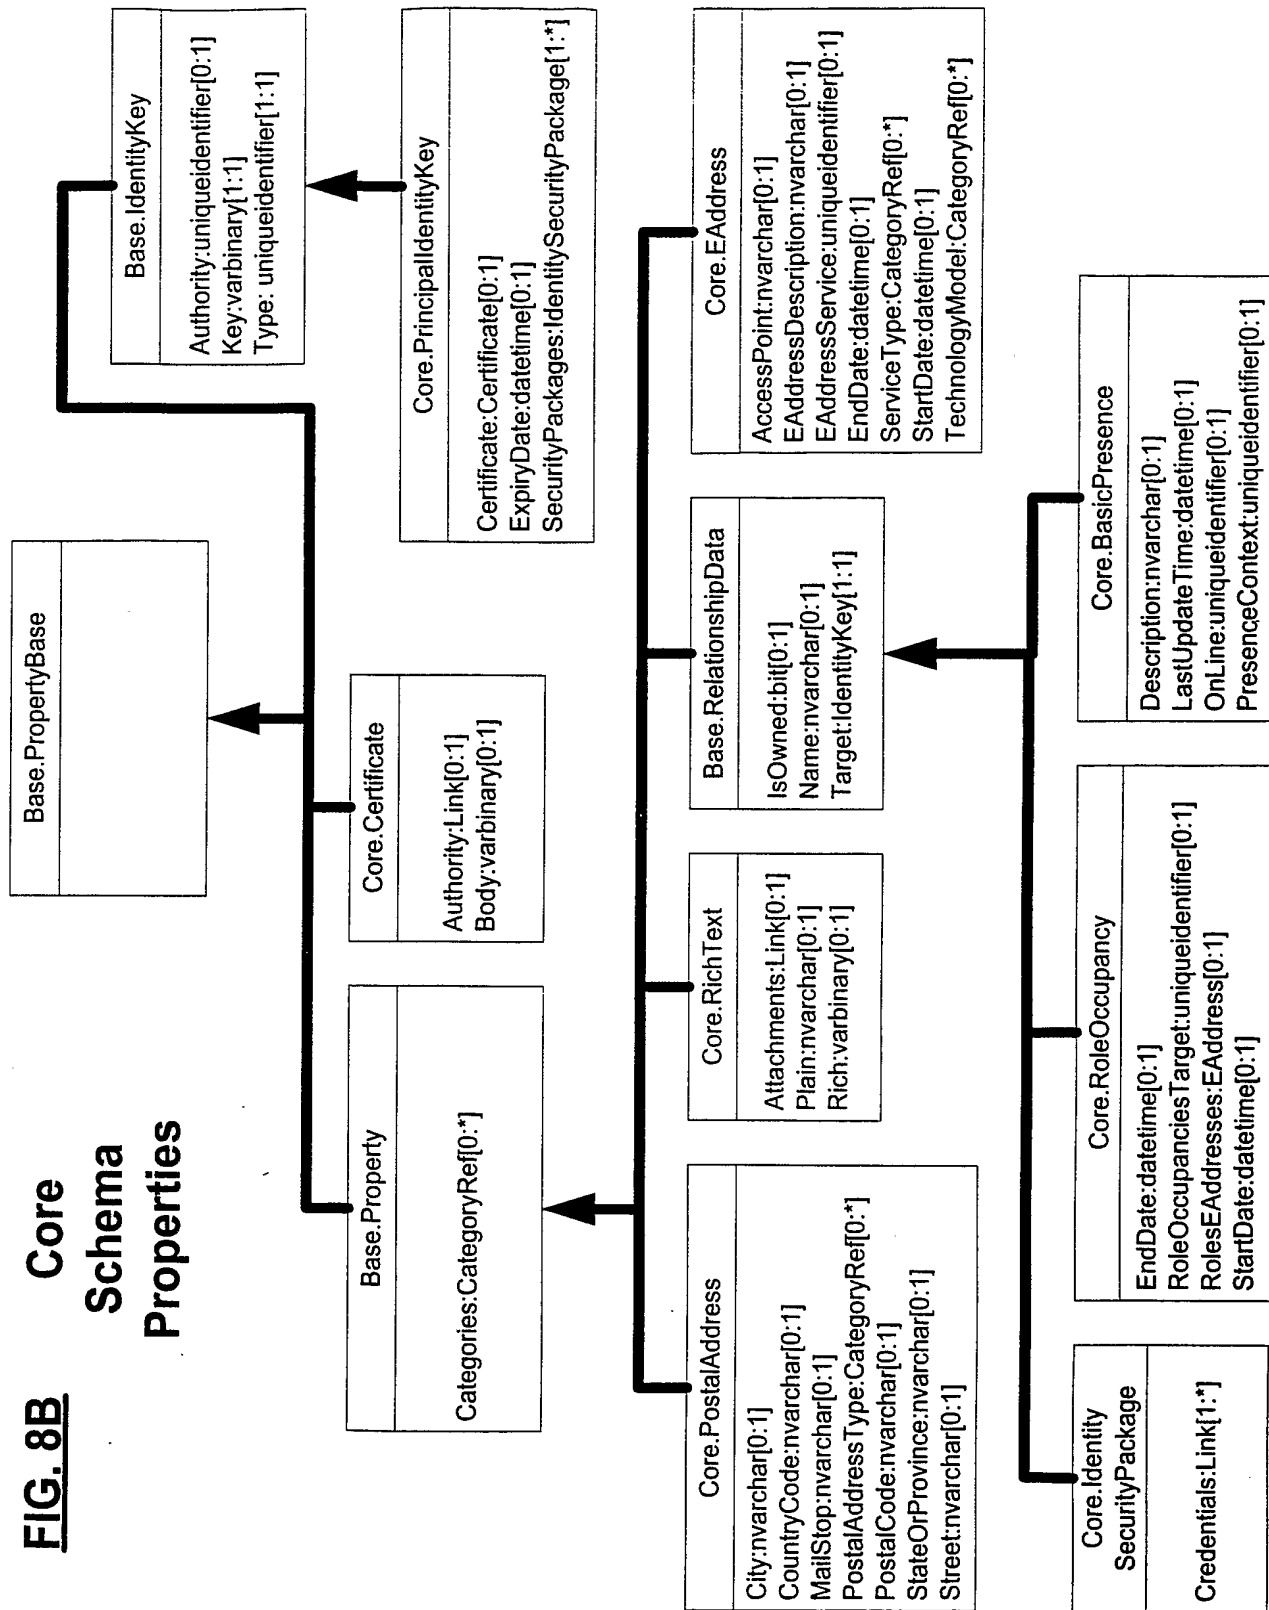 FIG. 8B
Core
Schema
Properties
Base.PropertyBase
Base.Property
Categories:CategoryRef[0:*]
Core.Certificate
Authority:Link[0:1]
Body:varbinary[0:1]
Base.IdentityKey
Authority:uniqueidentifier[0:1]
Key:varbinary[1:1]
Type: uniqueidentifier[1:1]
Core.PrincipalIdentityKey
Certificate:Certificate[0:1]
ExpiryDate:datetime[0:1]
SecurityPackages:IdentitySecurityPackage[1:*]
Core.PostalAddress
City:nvarchar[0:1]
CountryCode:nvarchar[0:1]
MailStop:nvarchar[0:1]
PostalAddressType:CategoryRef[0:*]
PostalCode:nvarchar[0:1]
StateOrProvince:nvarchar[0:1]
Street:nvarchar[0:1]
Core.RichText
Attachments:Link[0:1]
Plain:nvarchar[0:1]
Rich:varbinary[0:1]
Base.RelationshipData
IsOwned:bit[0:1]
Name:nvarchar[0:1]
Target:IdentityKey[1:1]
Core.EAddress
AccessPoint:nvarchar[0:1]
EAddressDescription:nvarchar[0:1]
EAddressService:uniqueidentifier[0:1]
EndDate:datetime[0:1]
ServiceType:CategoryRef[0:*]
StartDate:datetime[0:1]
TechnologyModel:CategoryRef[0:*]
Core.Identity
SecurityPackage
Credentials:Link[1:*]
Core.RoleOccupancy
EndDate:datetime[0:1]
RoleOccupanciesTarget:uniqueidentifier[0:1]
RolesEAddresses:EAddress[0:1]
StartDate:datetime[0:1]
Core.BasicPresence
Description:nvarchar[0:1]
LastUpdateTime:datetime[0:1]
OnLine:uniqueidentifier[0:1]
PresenceContext:uniqueidentifier[0:1]